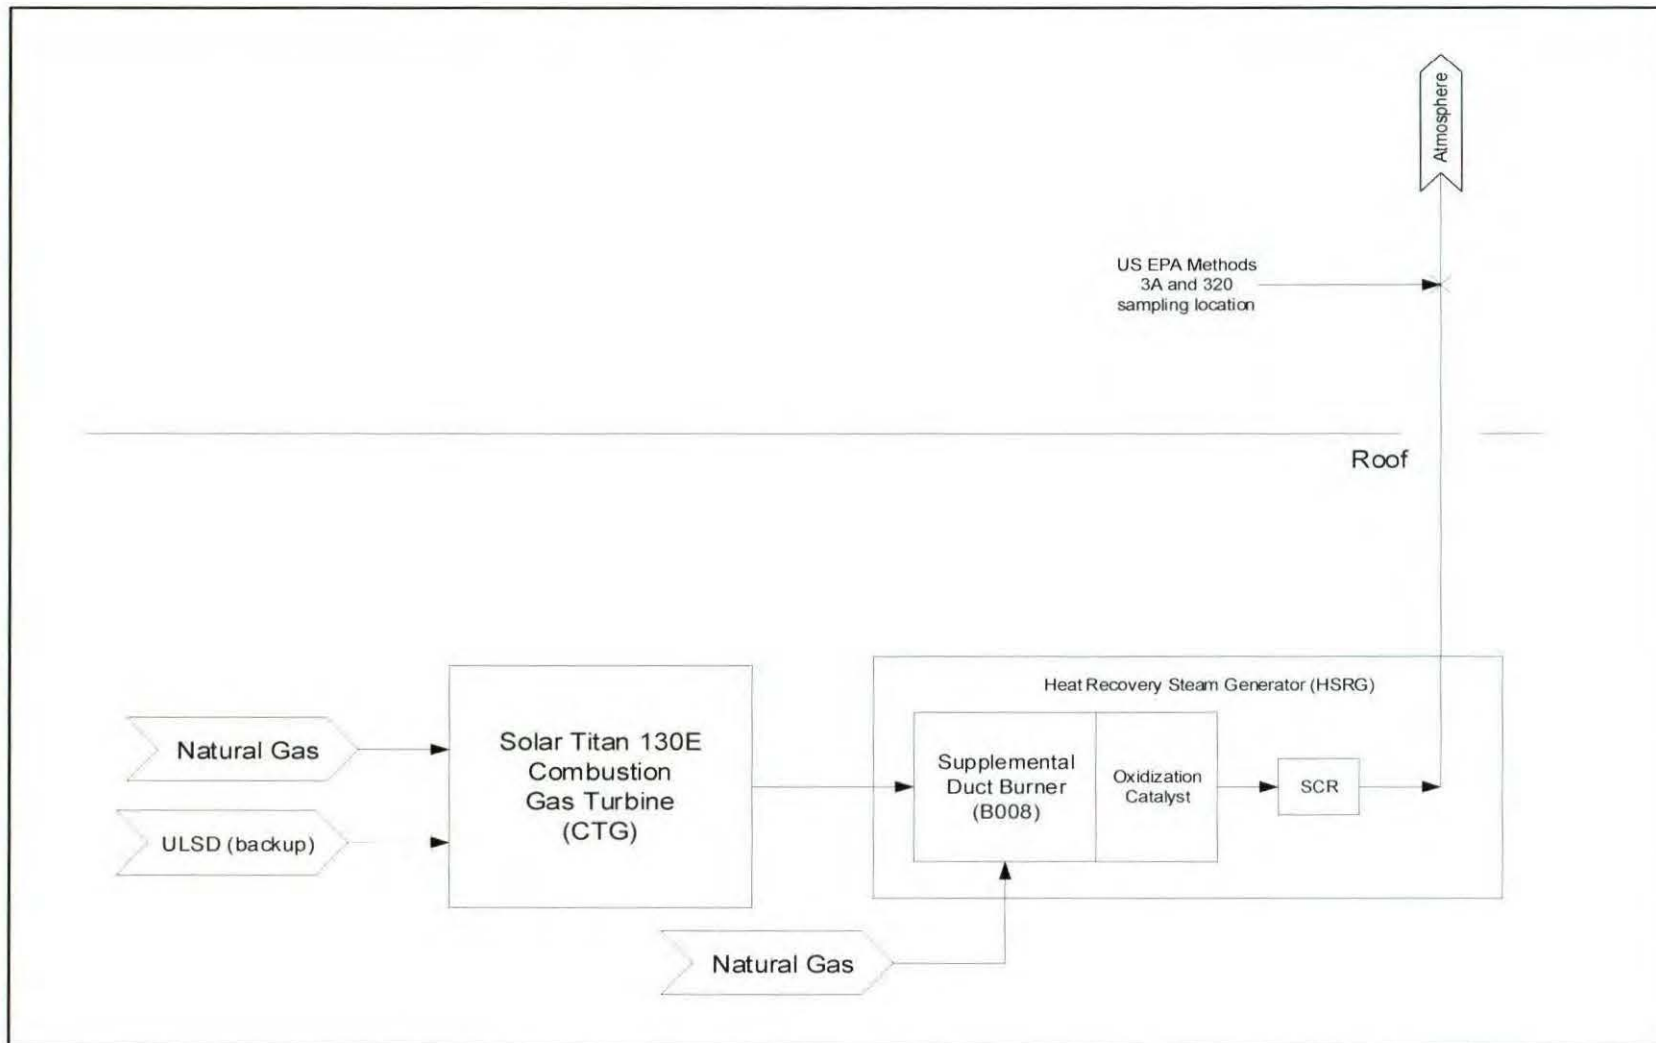 Atmosphere
US EPA Methods
3A and 320
sampling location
Roof
Heat Recovery Steam Generator (HSRG)
Natural Gas
ULSD (backup)
Solar Titan 130E
Combustion
Gas Turbine
(CTG)
Supplemental
Duct Burner
(B008)
Oxidization
Catalyst
SCR
Natural Gas